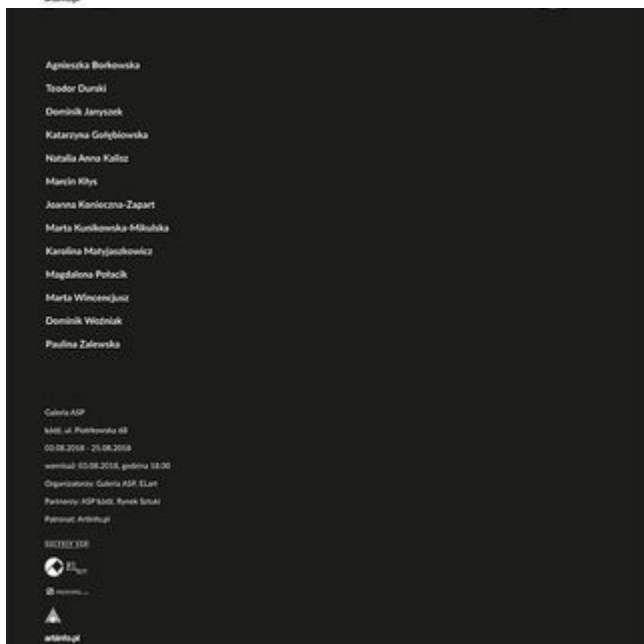 Agnieszka Borkowska
Teodor Durski
Dominik Janyszek
Katarzyna Gołębiowska
Natalia Anna Kalisz
Marcin Kłys
Joanna Konieczna-Zapart
Marta Kunikowska-Mikulska
Karolina Matyjaszkowicz
Magdalena Połacik
Marta Wincencjusz
Dominik Woźniak
Paulina Zalewska
Galeria ASP
Łódź, ul. Piotrkowska 68
03.08.2018 - 25.08.2018
wernisaż: 03.08.2018, godzina 18.00
Organizatorzy: Galeria ASP, ELart
Partnerzy: ASP Łódź, Rynek Sztuki
Patronat: Artinfo.pl
artinfo.pl